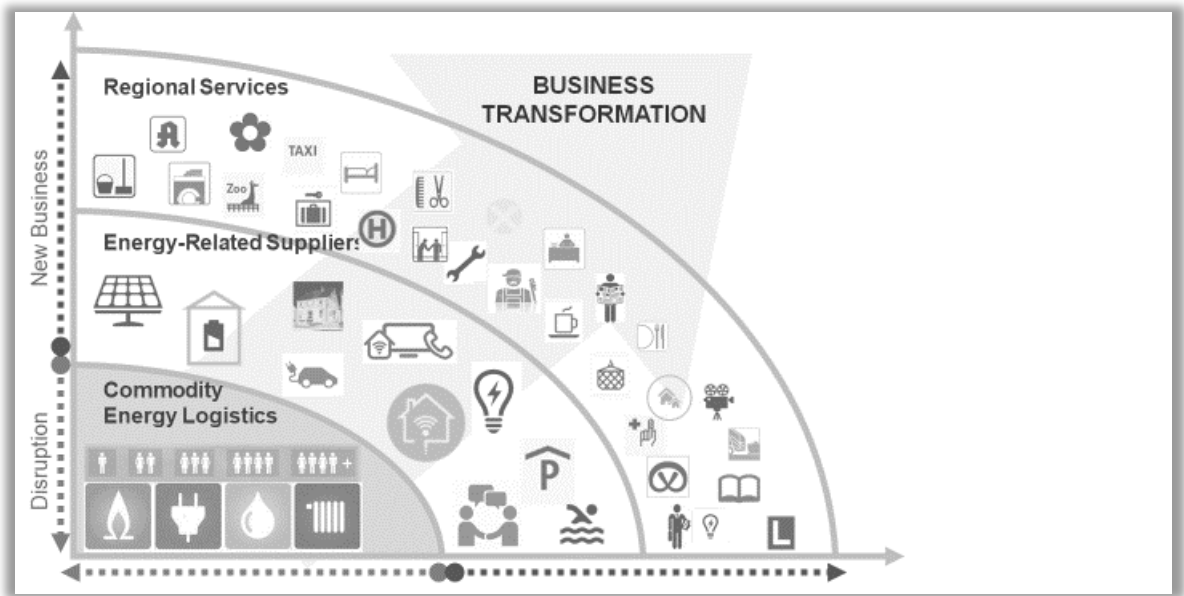 BUSINESS
TRANSFORMATION
Regional Services
TAXI
Zoo
H
Energy-Related Suppliers
New Business
P
Commodity
Energy Logistics
Disruption
+
L